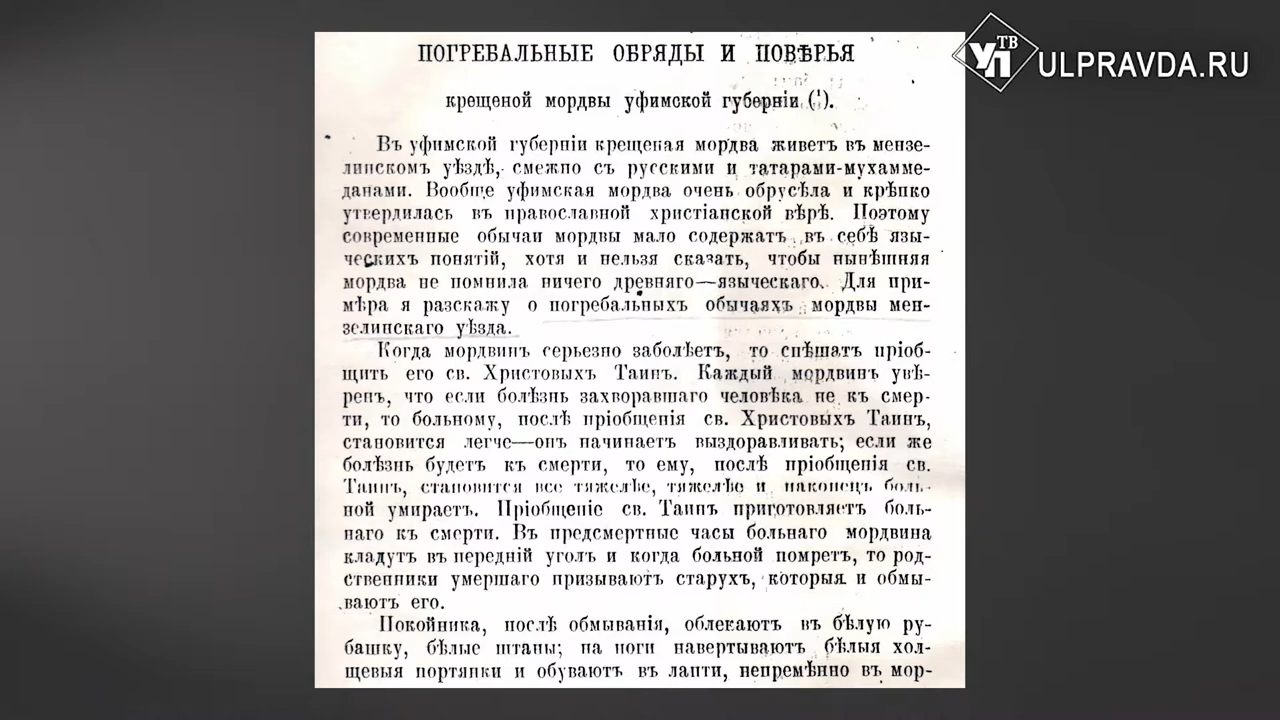 ПОГРЕБАЛЬНЫЕ ОБРЯДЫ И ПОВѢРЬЯ
крещеной мордвы уфимской губерніи (¹).
Въ уфимской губерніи крещеная мордва живетъ въ мензе-
линскомъ уѣздѣ, смежно съ русскими и татарами-мухамме-
данами. Вообще уфимская мордва очень обрусѣла и крѣпко
утвердилась въ православной христіанской вѣрѣ. Поэтому
современные обычаи мордвы мало содержатъ въ себѣ язы-
ческихъ понятій, хотя и нельзя сказать, чтобы нынѣшняя
мордва не помнила ничего древняго—языческаго. Для при-
мѣра я разскажу о погребальныхъ обычаяхъ мордвы мен-
зелинскаго уѣзда.
Когда мордвинъ серьезно заболѣетъ, то спѣшатъ пріоб-
щить его св. Христовыхъ Таинъ. Каждый мордвинъ увѣ-
ренъ, что если болѣзнь захворавшаго человѣка не къ смер-
ти, то больному, послѣ пріобщенія св. Христовыхъ Таинъ,
становится легче—онъ начинаетъ выздоравливать; если же
болѣзнь будетъ къ смерти, то ему, послѣ пріобщенія св.
Таинъ, становится все тяжелѣе, тяжелѣе и наконецъ боль-
ной умираетъ. Пріобщеніе св. Таинъ приготовляетъ боль-
наго къ смерти. Въ предсмертные часы больнаго мордвина
кладутъ въ передній уголъ и когда больной помретъ, то род-
ственники умершаго призываютъ старухъ, которыя и обмы-
ваютъ его.
Покойника, послѣ обмыванія, облекаютъ въ бѣлую ру-
башку, бѣлые штаны; на ноги навертываютъ бѣлыя хол-
щевыя портянки и обуваютъ въ лапти, непремѣнно въ мор-
УП ТВ ULPRAVDA.RU